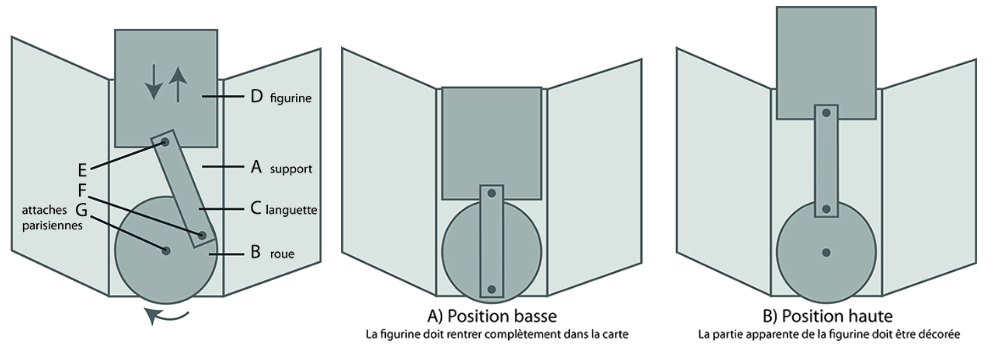 D figurine
E
A support
F
C languette
attaches G
parisiennes
B roue
A) Position basse
La figurine doit rentrer complètement dans la carte
B) Position haute
La partie apparente de la figurine doit être décorée